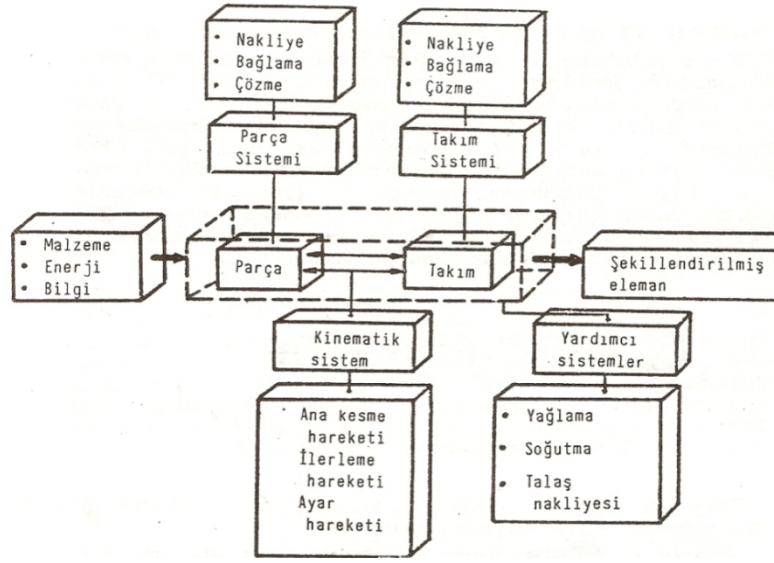 • Nakliye
• Bağlama
• Çözme
• Nakliye
• Bağlama
• Çözme
Parça
Sistemi
Takım
Sistemi
• Malzeme
• Enerji
• Bilgi
Parça
Takım
Şekillendirilmiş
eleman
Kinematik
sistem
Yardımcı
sistemler
Ana kesme
hareketi
İlerleme
hareketi
Ayar
hareketi
• Yağlama
• Soğutma
• Talaş
nakliyesi